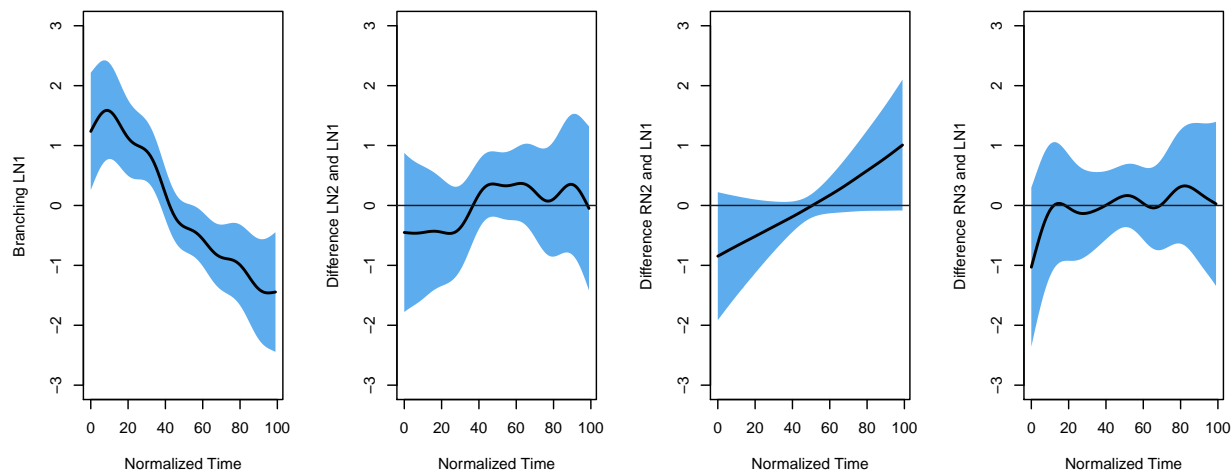 Branching LN1
3
2
1
0
−1
−2
−3
0 20 40 60 80 100
Normalized Time
Difference LN2 and LN1
3
2
1
0
−1
−2
−3
0 20 40 60 80 100
Normalized Time
Difference RN2 and LN1
3
2
1
0
−1
−2
−3
0 20 40 60 80 100
Normalized Time
Difference RN3 and LN1
3
2
1
0
−1
−2
−3
0 20 40 60 80 100
Normalized Time